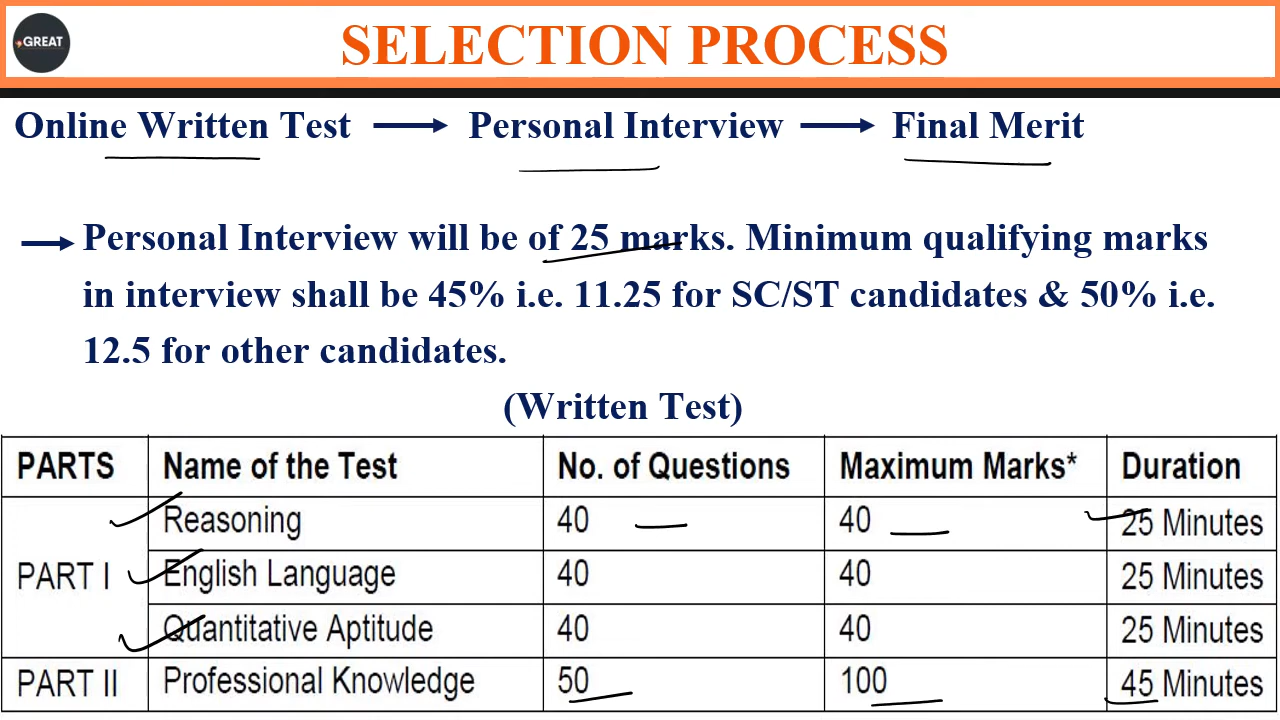 GREAT
SELECTION PROCESS
Online Written Test → Personal Interview → Final Merit
→ Personal Interview will be of 25 marks. Minimum qualifying marks
in interview shall be 45% i.e. 11.25 for SC/ST candidates & 50% i.e.
12.5 for other candidates.
(Written Test)
PARTS Name of the Test No. of Questions Maximum Marks* Duration
Reasoning 40 40 25 Minutes
PART I English Language 40 40 25 Minutes
Quantitative Aptitude 40 40 25 Minutes
PART II Professional Knowledge 50 100 45 Minutes